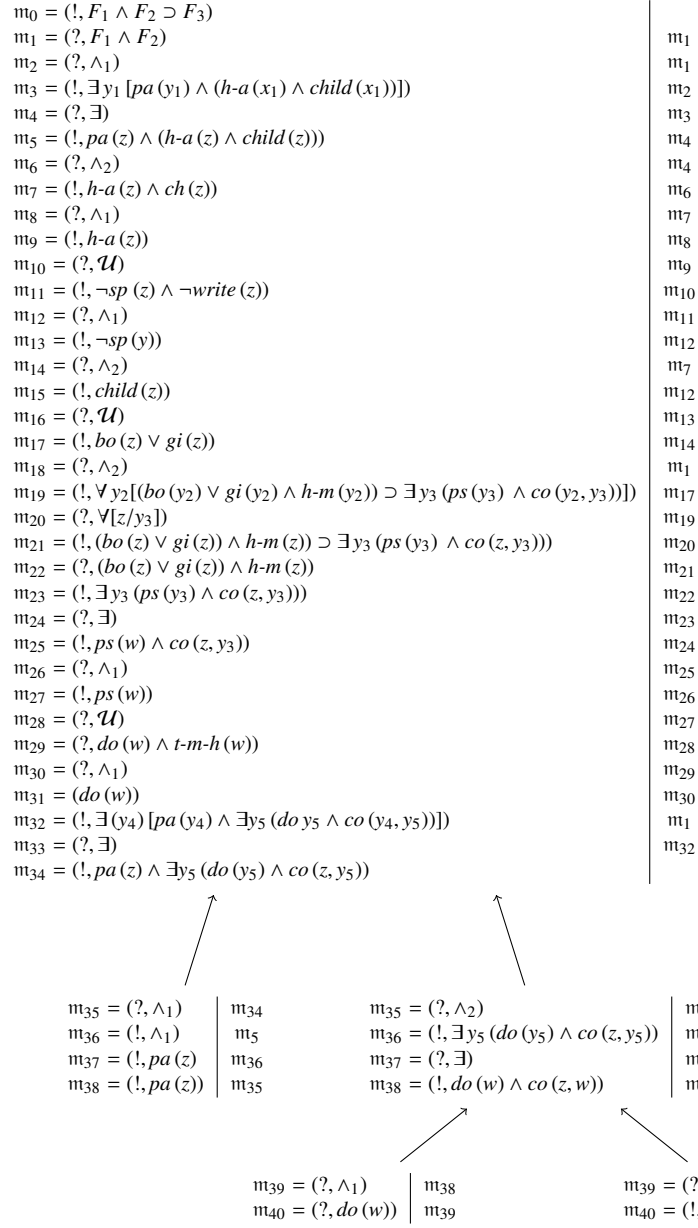 𝔪₀ = (!, F₁ ∧ F₂ ⊃ F₃)
𝔪₁ = (?, F₁ ∧ F₂) 𝔪₁
𝔪₂ = (?, ∧₁) 𝔪₁
𝔪₃ = (!, ∃ y₁ [pa (y₁) ∧ (h-a (x₁) ∧ child (x₁))]) 𝔪₂
𝔪₄ = (?, ∃) 𝔪₃
𝔪₅ = (!, pa (z) ∧ (h-a (z) ∧ child (z))) 𝔪₄
𝔪₆ = (?, ∧₂) 𝔪₄
𝔪₇ = (!, h-a (z) ∧ ch (z)) 𝔪₆
𝔪₈ = (?, ∧₁) 𝔪₇
𝔪₉ = (!, h-a (z)) 𝔪₈
𝔪₁₀ = (?, 𝓤) 𝔪₉
𝔪₁₁ = (!, ¬sp (z) ∧ ¬write (z)) 𝔪₁₀
𝔪₁₂ = (?, ∧₁) 𝔪₁₁
𝔪₁₃ = (!, ¬sp (y)) 𝔪₁₂
𝔪₁₄ = (?, ∧₂) 𝔪₇
𝔪₁₅ = (!, child (z)) 𝔪₁₂
𝔪₁₆ = (?, 𝓤) 𝔪₁₃
𝔪₁₇ = (!, bo (z) ∨ gi (z)) 𝔪₁₄
𝔪₁₈ = (?, ∧₂) 𝔪₁
𝔪₁₉ = (!, ∀ y₂[(bo (y₂) ∨ gi (y₂) ∧ h-m (y₂)) ⊃ ∃ y₃ (ps (y₃) ∧ co (y₂, y₃))]) 𝔪₁₇
𝔪₂₀ = (?, ∀[z/y₃]) 𝔪₁₉
𝔪₂₁ = (!, (bo (z) ∨ gi (z)) ∧ h-m (z)) ⊃ ∃ y₃ (ps (y₃) ∧ co (z, y₃))) 𝔪₂₀
𝔪₂₂ = (?, (bo (z) ∨ gi (z)) ∧ h-m (z)) 𝔪₂₁
𝔪₂₃ = (!, ∃ y₃ (ps (y₃) ∧ co (z, y₃))) 𝔪₂₂
𝔪₂₄ = (?, ∃) 𝔪₂₃
𝔪₂₅ = (!, ps (w) ∧ co (z, y₃)) 𝔪₂₄
𝔪₂₆ = (?, ∧₁) 𝔪₂₅
𝔪₂₇ = (!, ps (w)) 𝔪₂₆
𝔪₂₈ = (?, 𝓤) 𝔪₂₇
𝔪₂₉ = (?, do (w) ∧ t-m-h (w)) 𝔪₂₈
𝔪₃₀ = (?, ∧₁) 𝔪₂₉
𝔪₃₁ = (do (w)) 𝔪₃₀
𝔪₃₂ = (!, ∃ (y₄) [pa (y₄) ∧ ∃y₅ (do y₅ ∧ co (y₄, y₅))]) 𝔪₁
𝔪₃₃ = (?, ∃) 𝔪₃₂
𝔪₃₄ = (!, pa (z) ∧ ∃y₅ (do (y₅) ∧ co (z, y₅))
𝔪₃₅ = (?, ∧₁) 𝔪₃₄
𝔪₃₆ = (!, ∧₁) 𝔪₅
𝔪₃₇ = (!, pa (z) 𝔪₃₆
𝔪₃₈ = (!, pa (z)) 𝔪₃₅
𝔪₃₅ = (?, ∧₂)
𝔪₃₆ = (!, ∃ y₅ (do (y₅) ∧ co (z, y₅))
𝔪₃₇ = (?, ∃)
𝔪₃₈ = (!, do (w) ∧ co (z, w))
𝔪₃₉ = (?, ∧₁) 𝔪₃₈
𝔪₄₀ = (?, do (w)) 𝔪₃₉
𝔪₃₉ = (?
𝔪₄₀ = (!